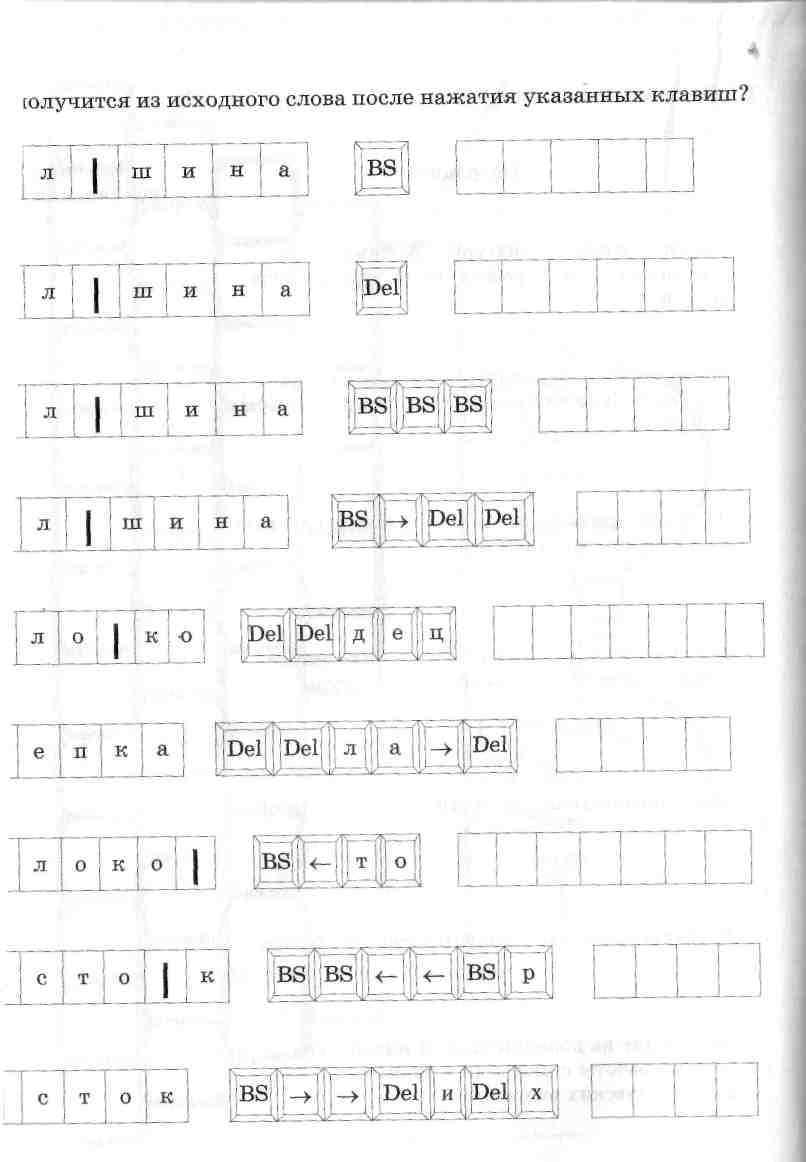 получится из исходного слова после нажатия указанных клавиш?
л | ш и н а BS
л | ш и н а Del
л | ш и н а BS BS BS
л | ш и н а BS → Del Del
л о | к о Del Del д е ц
е п к а Del Del л а → Del
л о к о | BS ← т о
с т о | к BS BS ← ← BS р
с т о к BS → → Del и Del х